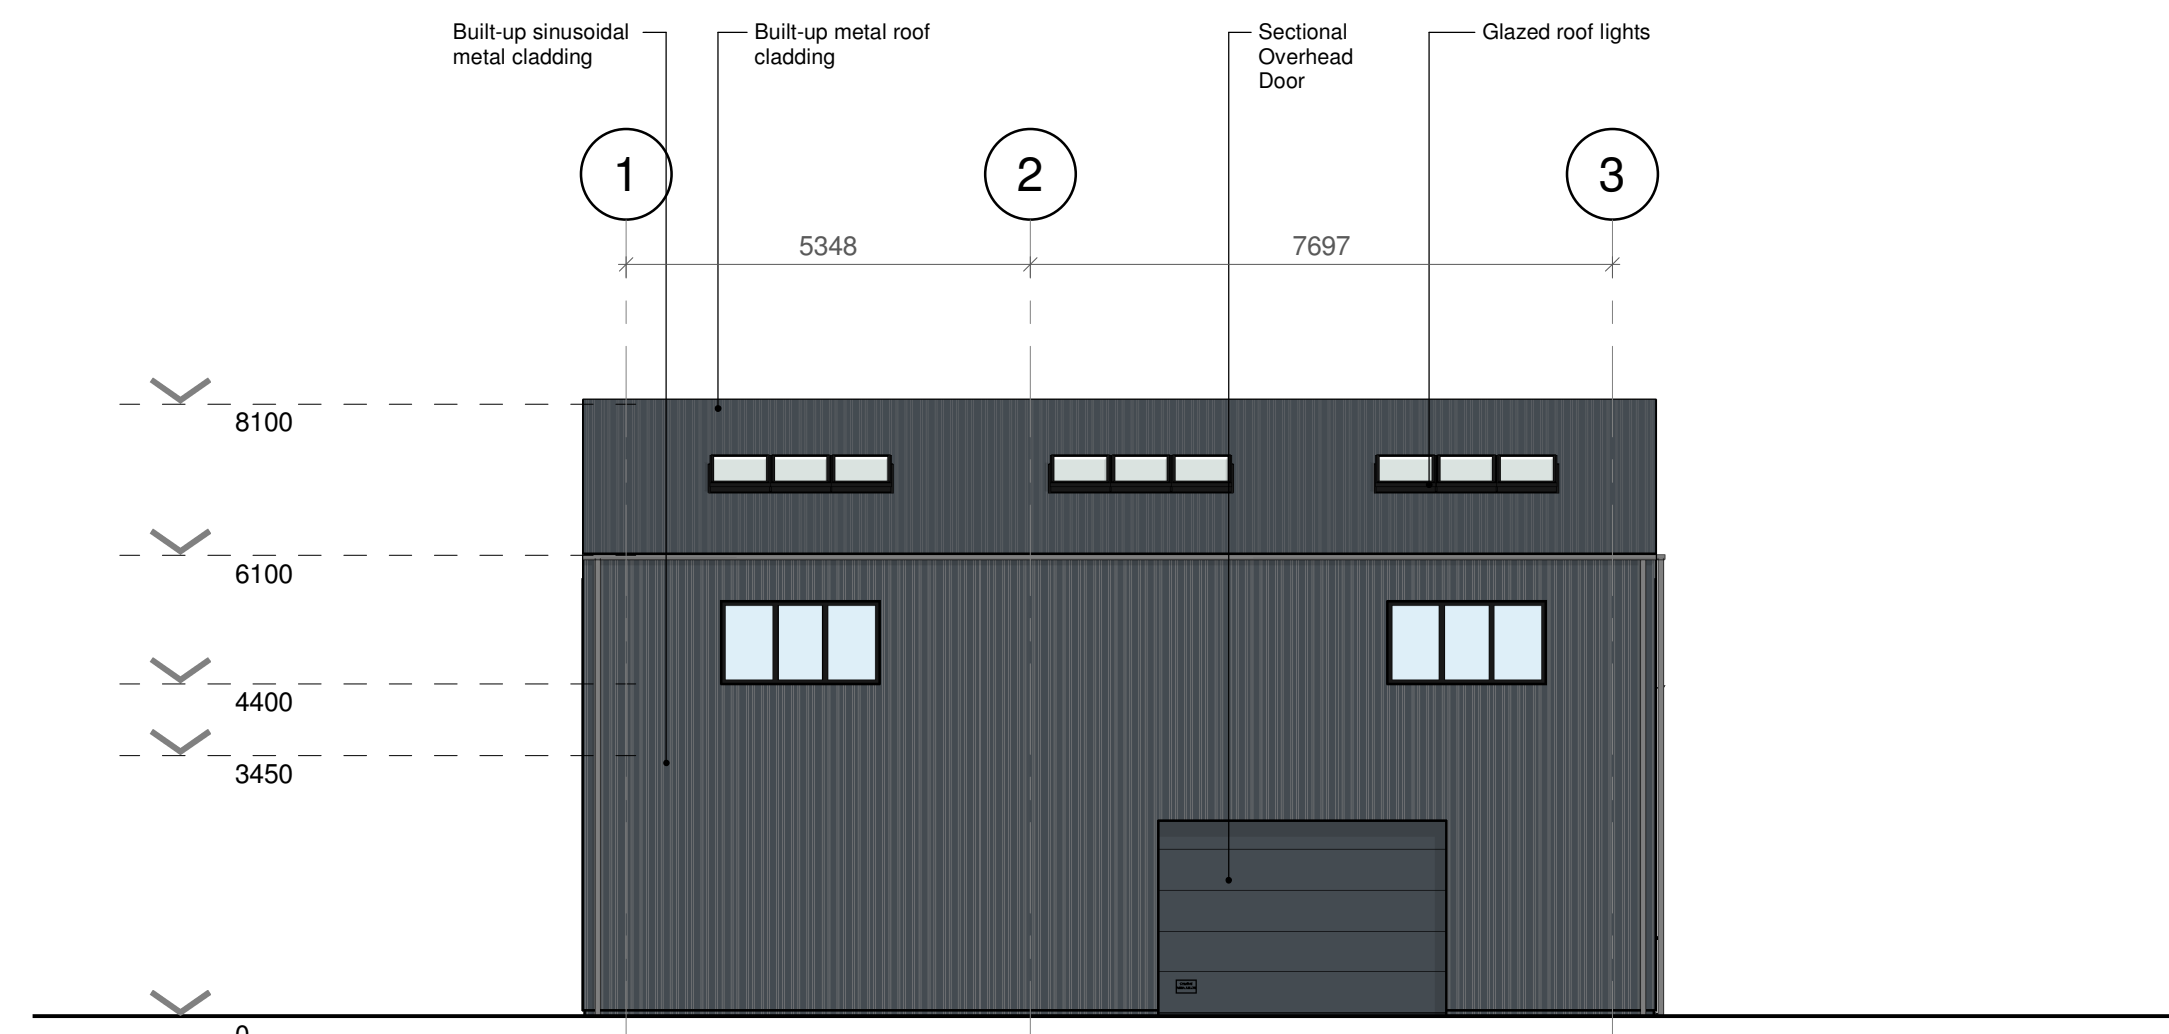 Built-up sinusoidal
metal cladding
Built-up metal roof
cladding
Sectional
Overhead
Door
Glazed roof lights
1
2
3
5348
7697
8100
6100
4400
3450
0